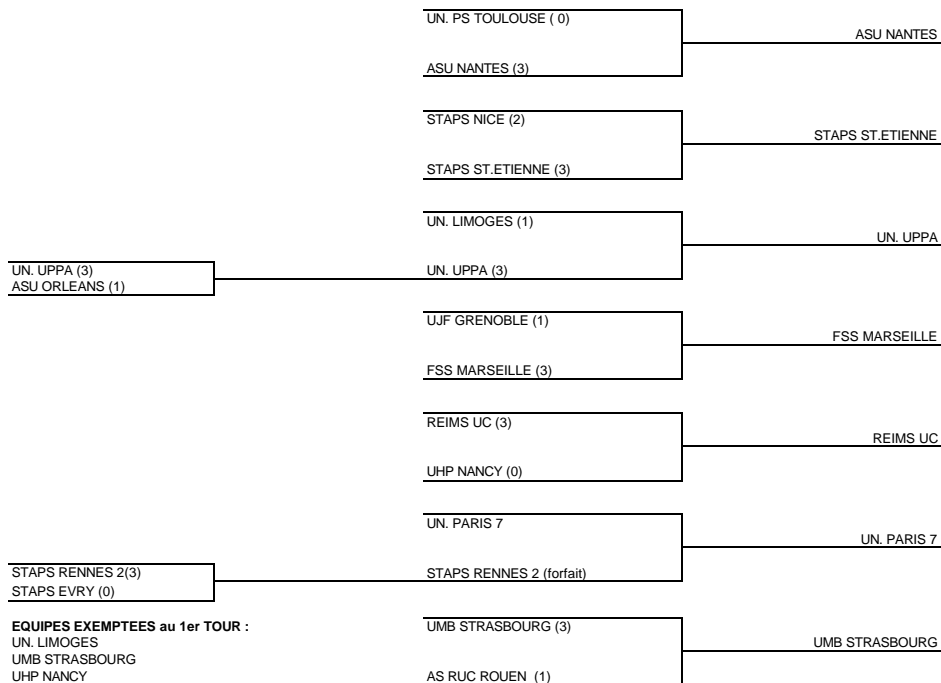 UN. PS TOULOUSE ( 0)
ASU NANTES
ASU NANTES (3)
STAPS NICE (2)
STAPS ST.ETIENNE
STAPS ST.ETIENNE (3)
UN. LIMOGES (1)
UN. UPPA
UN. UPPA (3)
UN. UPPA (3)
ASU ORLEANS (1)
UJF GRENOBLE (1)
FSS MARSEILLE
FSS MARSEILLE (3)
REIMS UC (3)
REIMS UC
UHP NANCY (0)
UN. PARIS 7
UN. PARIS 7
STAPS RENNES 2(3)
STAPS RENNES 2 (forfait)
STAPS EVRY (0)
EQUIPES EXEMPTEES au 1er TOUR :
UMB STRASBOURG (3)
UN. LIMOGES
UMB STRASBOURG
UMB STRASBOURG
UHP NANCY
AS RUC ROUEN (1)